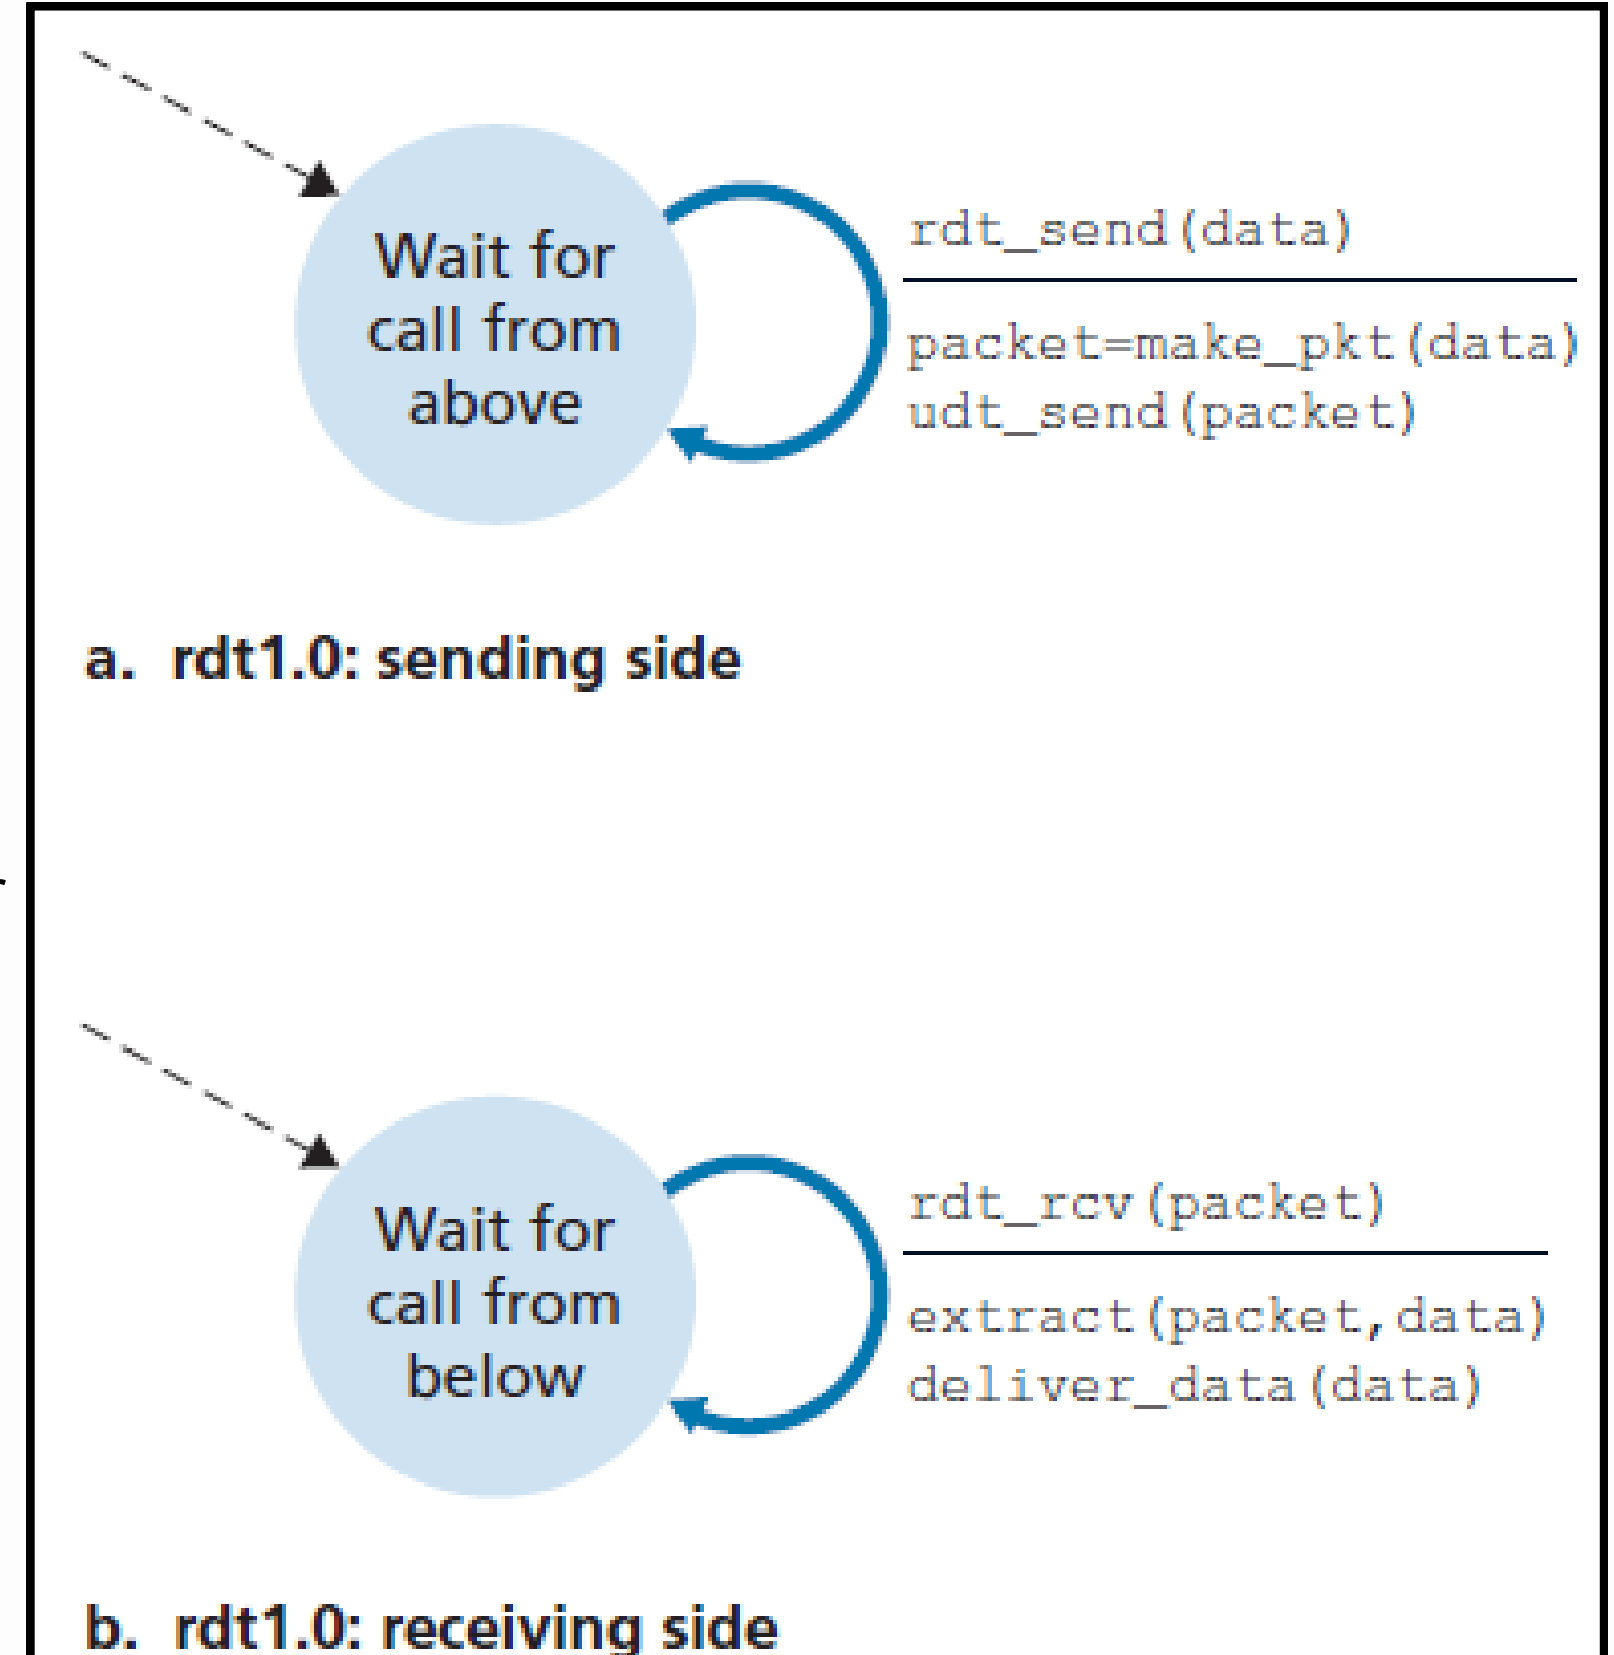 Wait for
call from
above
rdt_send(data)
packet=make_pkt(data)
udt_send(packet)
a. rdt1.0: sending side
Wait for
call from
below
rdt_rcv(packet)
extract(packet,data)
deliver_data(data)
b. rdt1.0: receiving side